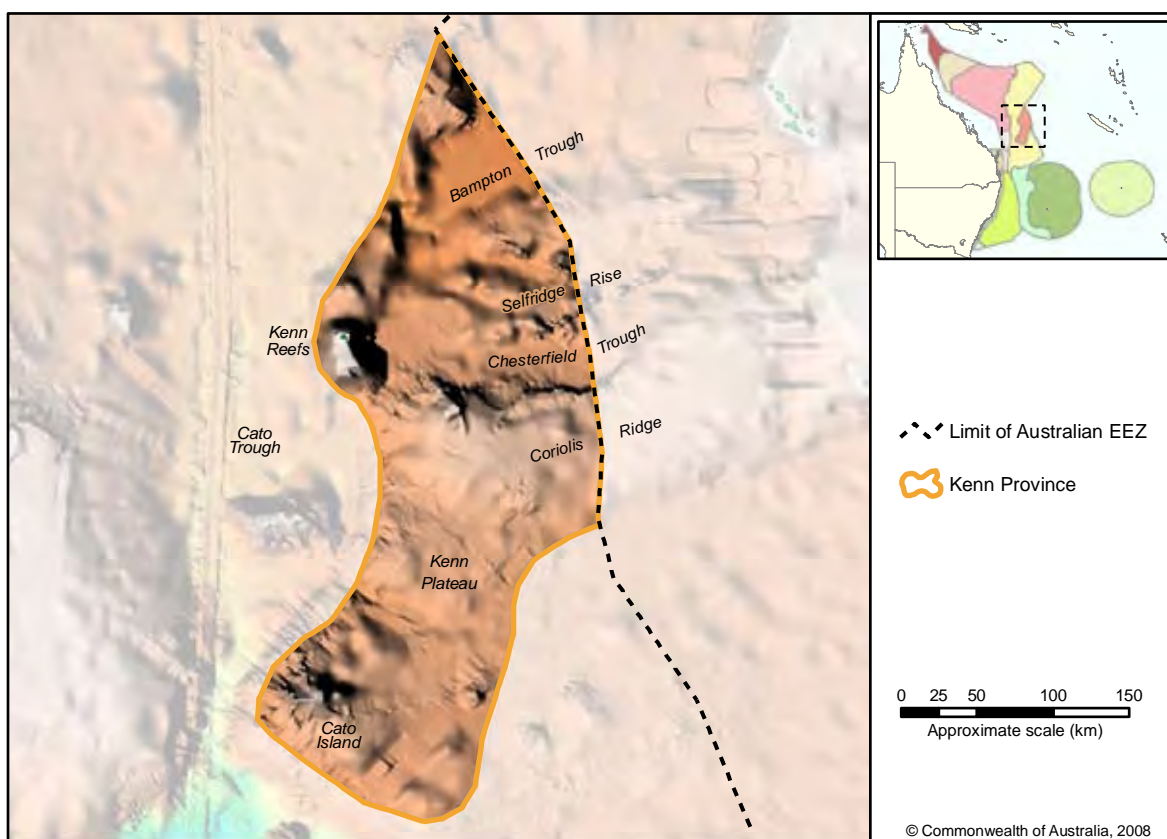 Bampton Trough
Selfridge Rise
Kenn
Reefs
Chesterfield Trough
Cato
Trough
Coriolis Ridge
Kenn
Plateau
Cato
Island
Limit of Australian EEZ
Kenn Province
0 25 50 100 150
Approximate scale (km)
© Commonwealth of Australia, 2008